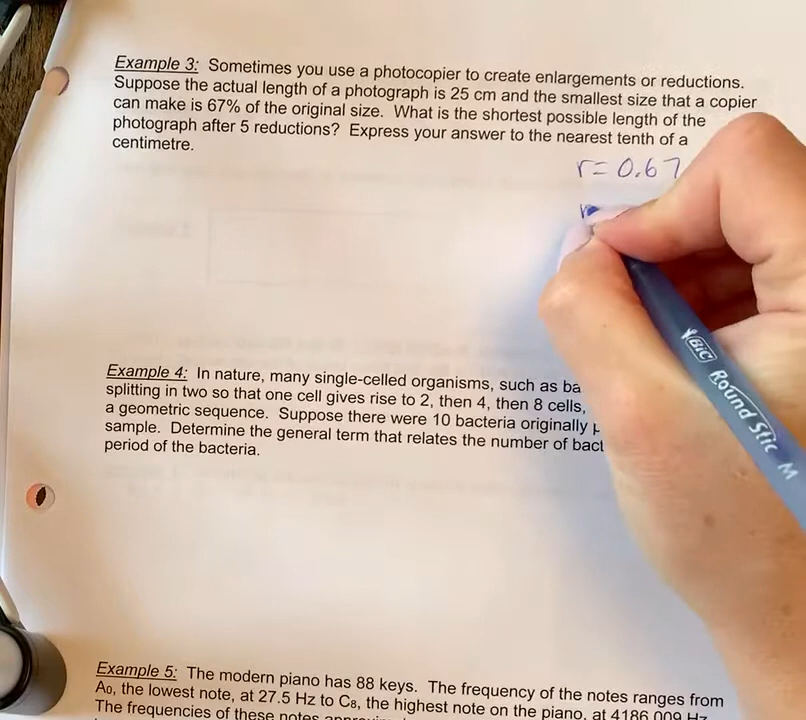 Example 3: Sometimes you use a photocopier to create enlargements or reductions.
Suppose the actual length of a photograph is 25 cm and the smallest size that a copier
can make is 67% of the original size. What is the shortest possible length of the
photograph after 5 reductions? Express your answer to the nearest tenth of a
centimetre.
r= 0.67
Example 4: In nature, many single-celled organisms, such as ba
splitting in two so that one cell gives rise to 2, then 4, then 8 cells,
a geometric sequence. Suppose there were 10 bacteria originally p
sample. Determine the general term that relates the number of bact
period of the bacteria.
BIC Round Stic M
Example 5: The modern piano has 88 keys. The frequency of the notes ranges from
A₀, the lowest note, at 27.5 Hz to C₈, the highest note on the piano, at 4186.009 Hz.
The frequencies of these notes